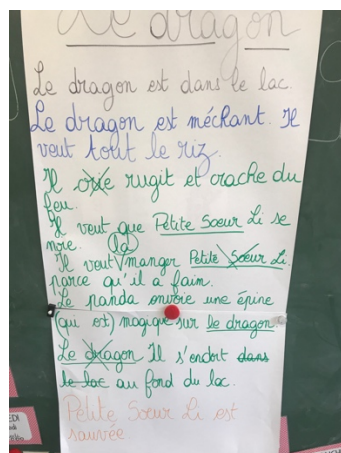 Le dragon
Le dragon est dans le lac.
Le dragon est méchant. Il
veut tout le riz.
Il crie rugit et crache du
feu.
Il veut que Petite Soeur Li se
noie. la
Il veut manger Petite Soeur Li.
parce qu'il a faim.
Le panda envoie une épine
(qui est) magique sur le dragon.
Le dragon Il s'endort dans
le lac au fond du lac.
Petite Soeur Li est
sauvée
EDI